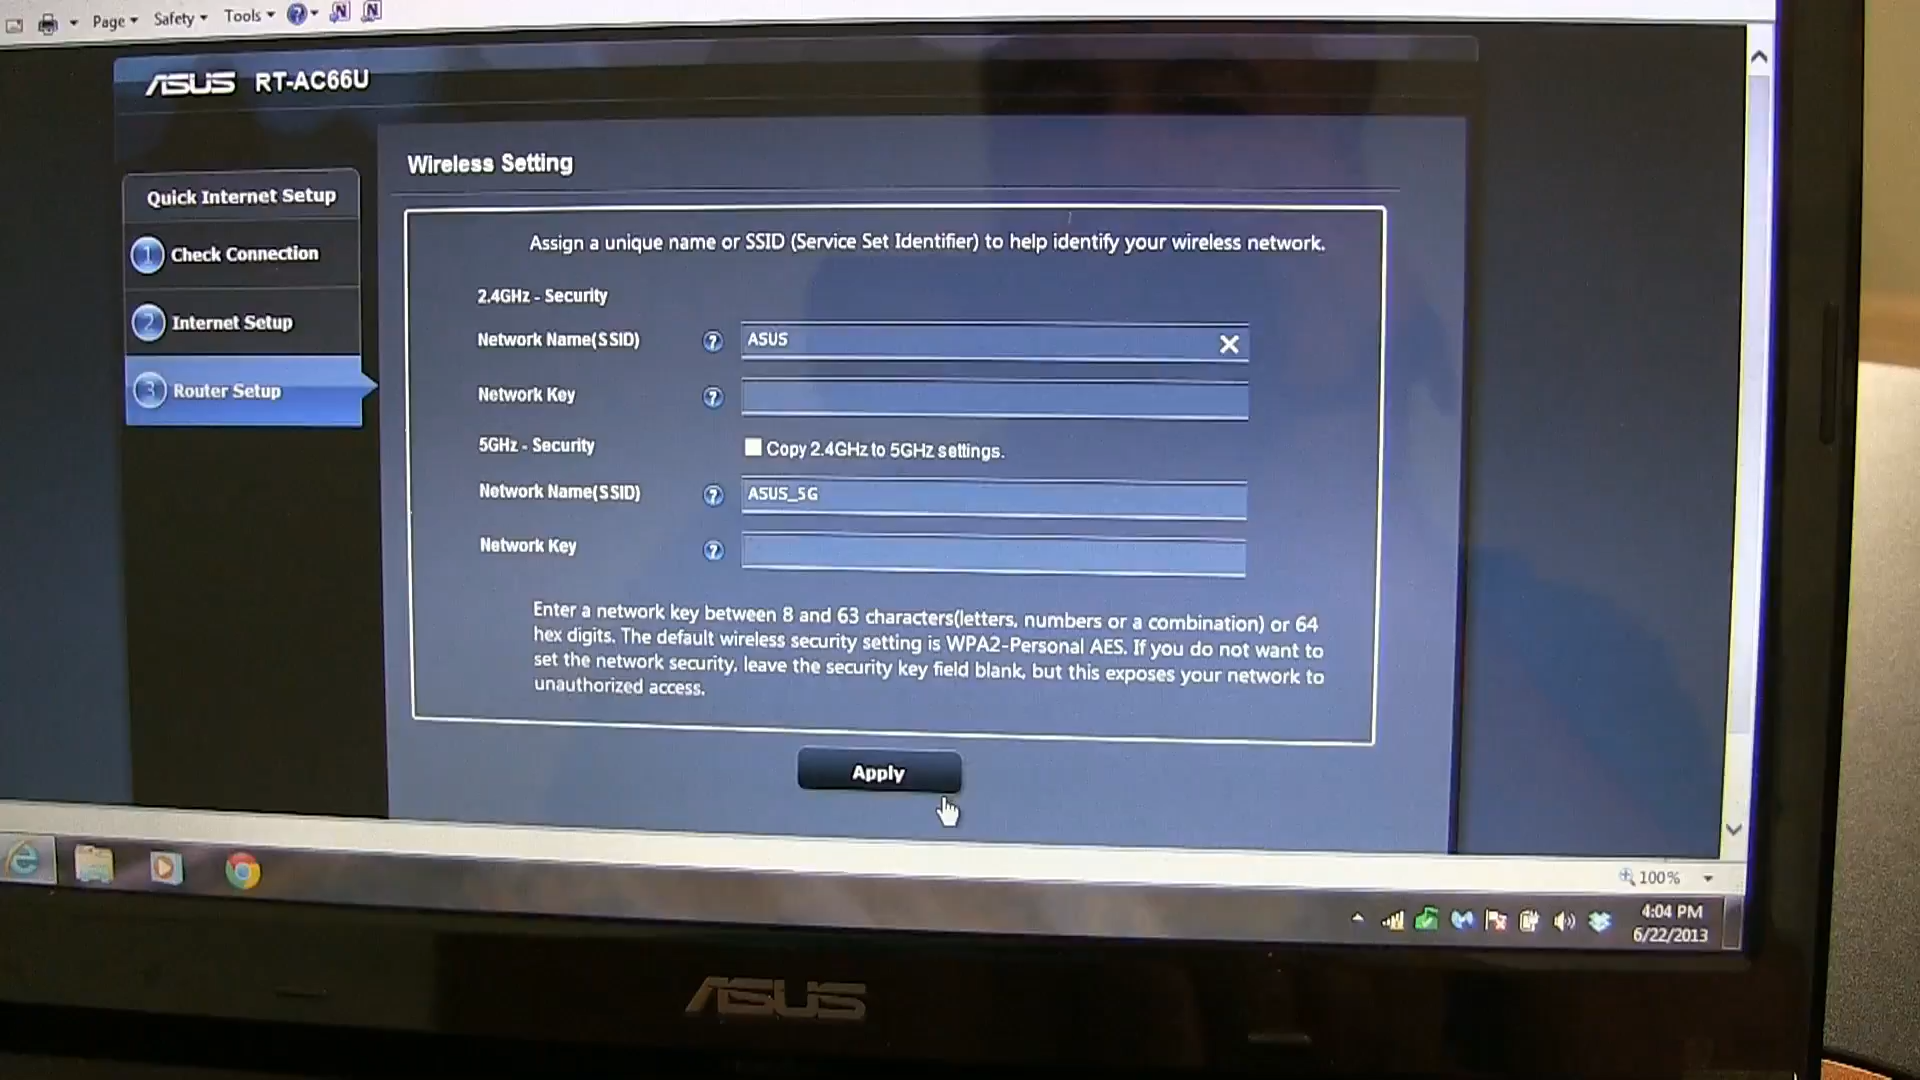 Page Safety Tools
ASUS RT-AC66U
Wireless Setting
Quick Internet Setup
1 Check Connection
2 Internet Setup
3 Router Setup
Assign a unique name or SSID (Service Set Identifier) to help identify your wireless network.
2.4GHz - Security
Network Name(SSID) ? ASUS
Network Key ?
5GHz - Security Copy 2.4GHz to 5GHz settings.
Network Name(SSID) ? ASUS_5G
Network Key ?
Enter a network key between 8 and 63 characters(letters, numbers or a combination) or 64
hex digits. The default wireless security setting is WPA2-Personal AES. If you do not want to
set the network security, leave the security key field blank, but this exposes your network to
unauthorized access.
Apply
100%
4:04 PM
6/22/2013
ASUS